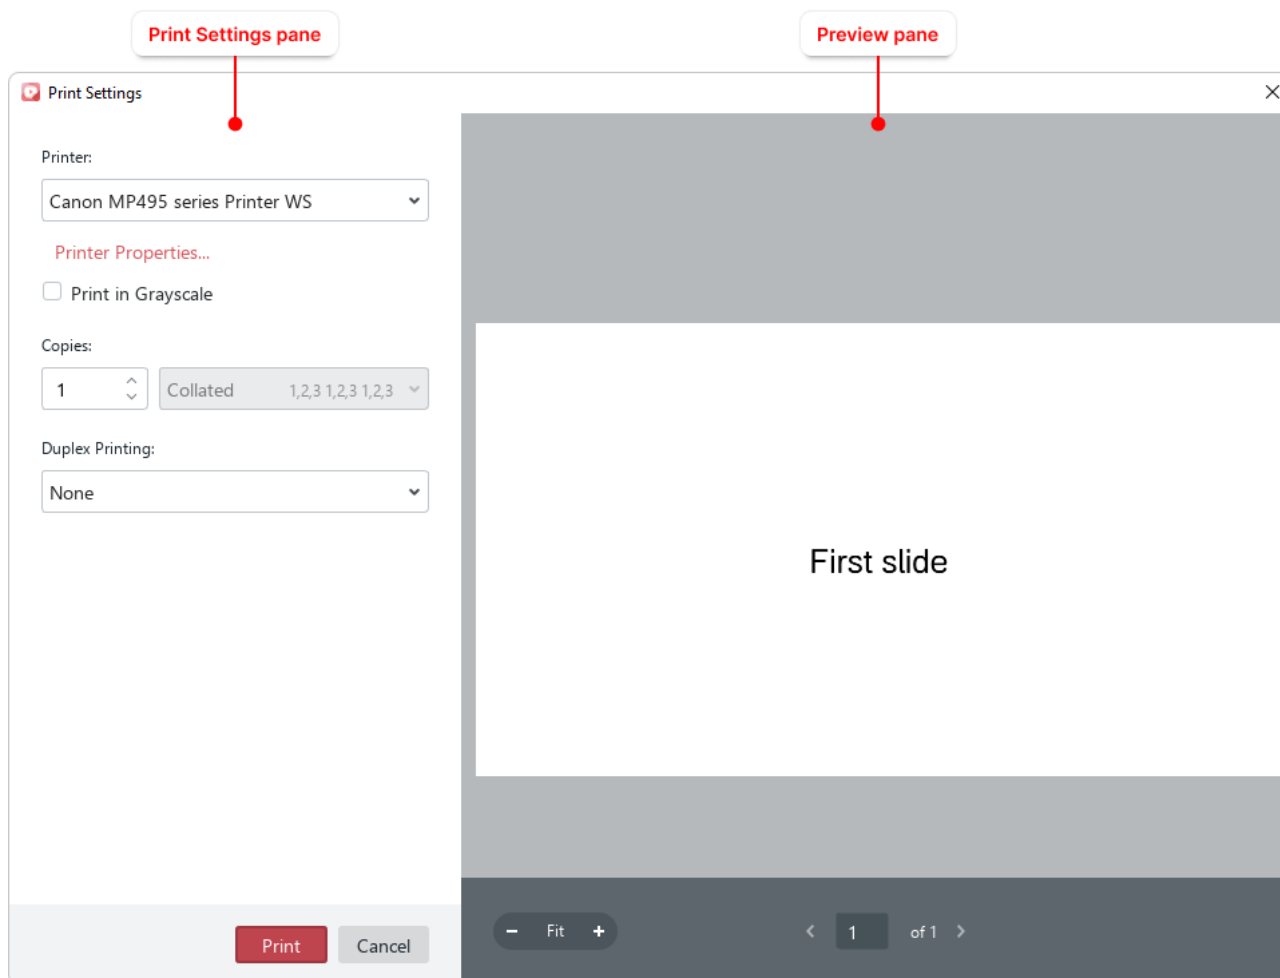 Print Settings pane
Preview pane
Print Settings
Printer:
Canon MP495 series Printer WS
Printer Properties...
Print in Grayscale
Copies:
1
Collated 1,2,3 1,2,3 1,2,3
Duplex Printing:
None
Print
Cancel
First slide
Fit
1 of 1